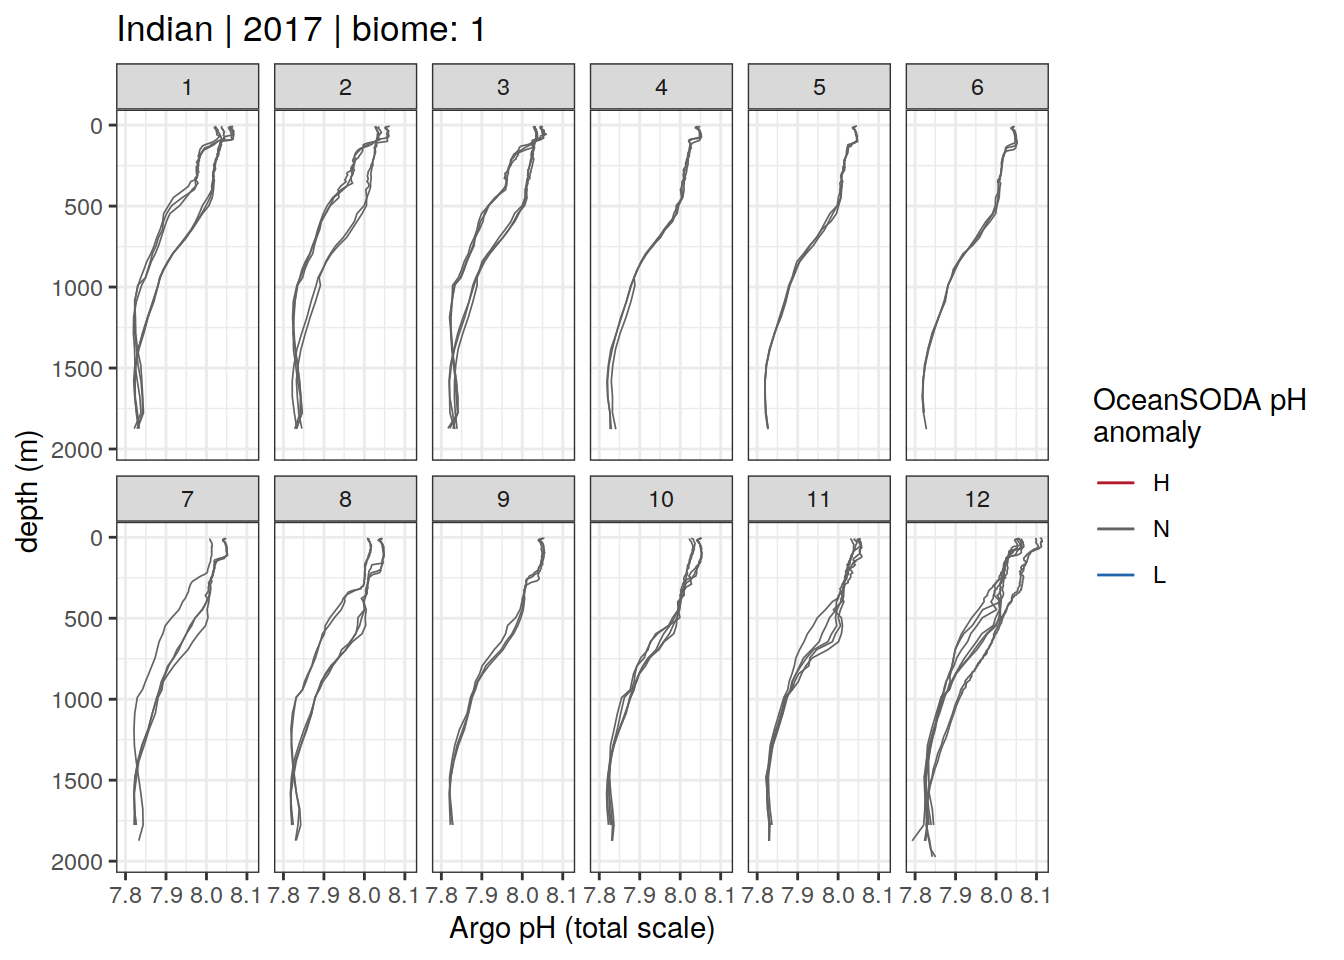 Indian | 2017 | biome: 1
1 2 3 4 5 6
0
500
1000
1500
2000
7 8 9 10 11 12
0
500
1000
1500
2000
7.8 7.9 8.0 8.1 7.8 7.9 8.0 8.1 7.8 7.9 8.0 8.1 7.8 7.9 8.0 8.1 7.8 7.9 8.0 8.1 7.8 7.9 8.0 8.1
Argo pH (total scale)
depth (m)
OceanSODA pH
anomaly
H
N
L